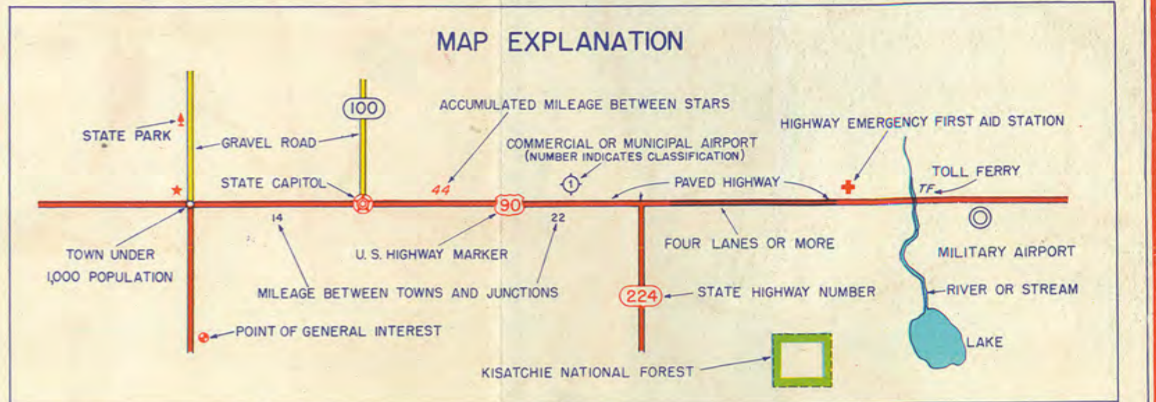 MAP EXPLANATION
100
ACCUMULATED MILEAGE BETWEEN STARS
HIGHWAY EMERGENCY FIRST AID STATION
STATE PARK
GRAVEL ROAD
COMMERCIAL OR MUNICIPAL AIRPORT
(NUMBER INDICATES CLASSIFICATION)
STATE CAPITOL
44
1
PAVED HIGHWAY
TF
TOLL FERRY
90
14
22
TOWN UNDER
1,000 POPULATION
U.S. HIGHWAY MARKER
FOUR LANES OR MORE
MILITARY AIRPORT
MILEAGE BETWEEN TOWNS AND JUNCTIONS
224
STATE HIGHWAY NUMBER
RIVER OR STREAM
POINT OF GENERAL INTEREST
LAKE
KISATCHIE NATIONAL FOREST